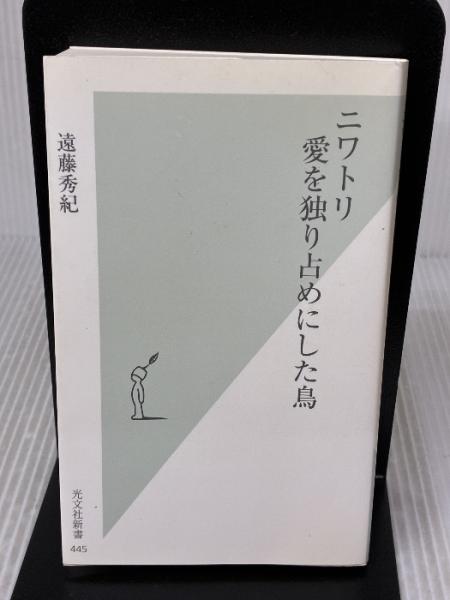 ニワトリ
愛を独り占めにした鳥
遠藤秀紀
光文社新書
445